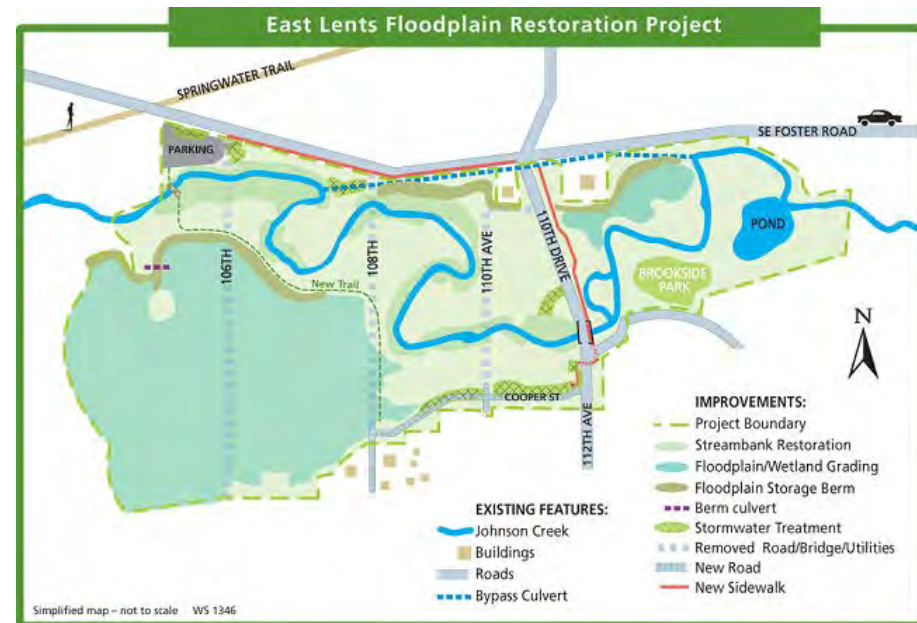 East Lents Floodplain Restoration Project
SPRINGWATER TRAIL
SE FOSTER ROAD
PARKING
106TH
108TH
110TH AVE
110TH DRIVE
POND
BROOKSIDE
PARK
New Trail
COOPER ST
112TH AVE
N
EXISTING FEATURES:
Johnson Creek
Buildings
Roads
Bypass Culvert
IMPROVEMENTS:
Project Boundary
Streambank Restoration
Floodplain/Wetland Grading
Floodplain Storage Berm
Berm culvert
Stormwater Treatment
Removed Road/Bridge/Utilities
New Road
New Sidewalk
Simplified map – not to scale WS 1346